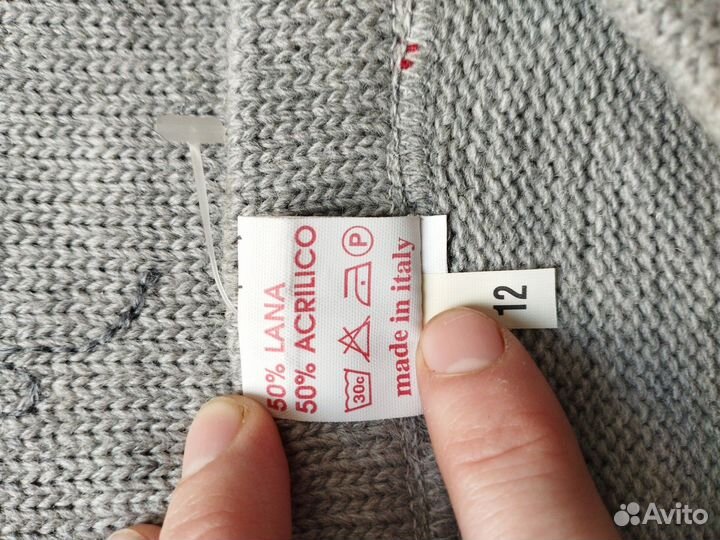 50% LANA
50% ACRILICO
30c
P
made in italy
12
Avito